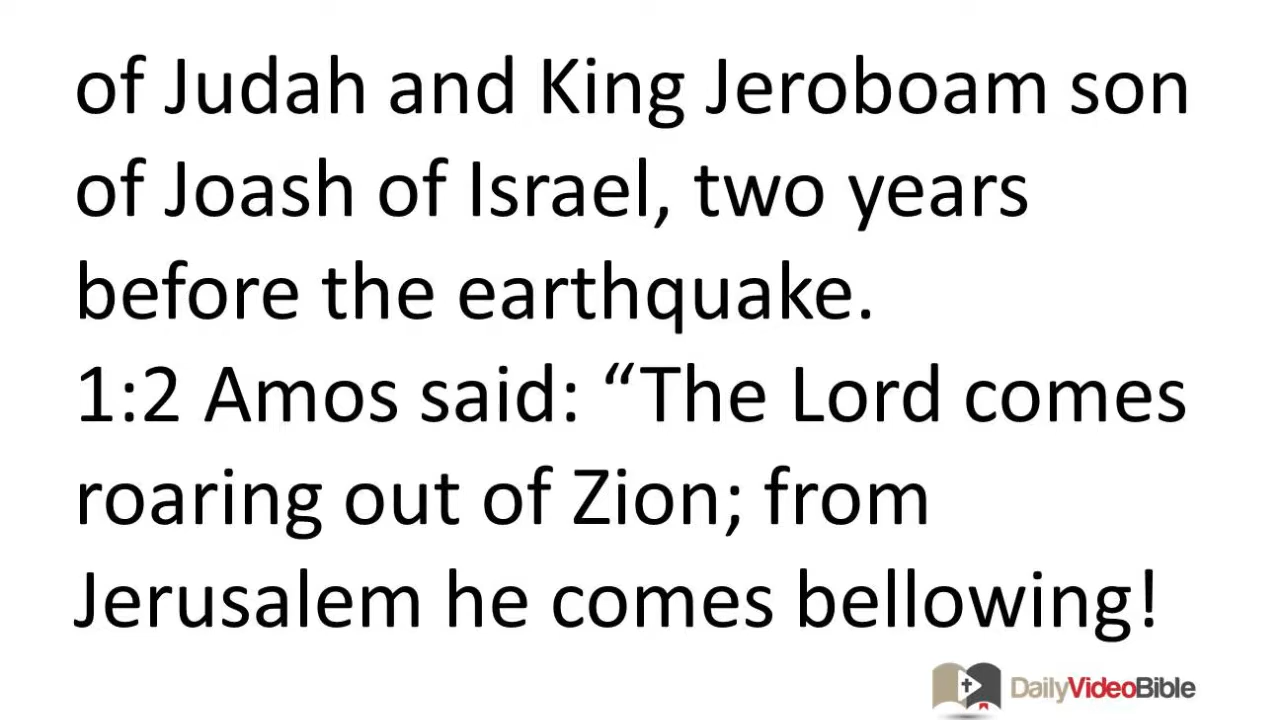 of Judah and King Jeroboam son
of Joash of Israel, two years
before the earthquake.
1:2 Amos said: “The Lord comes
roaring out of Zion; from
Jerusalem he comes bellowing!
DailyVideoBible